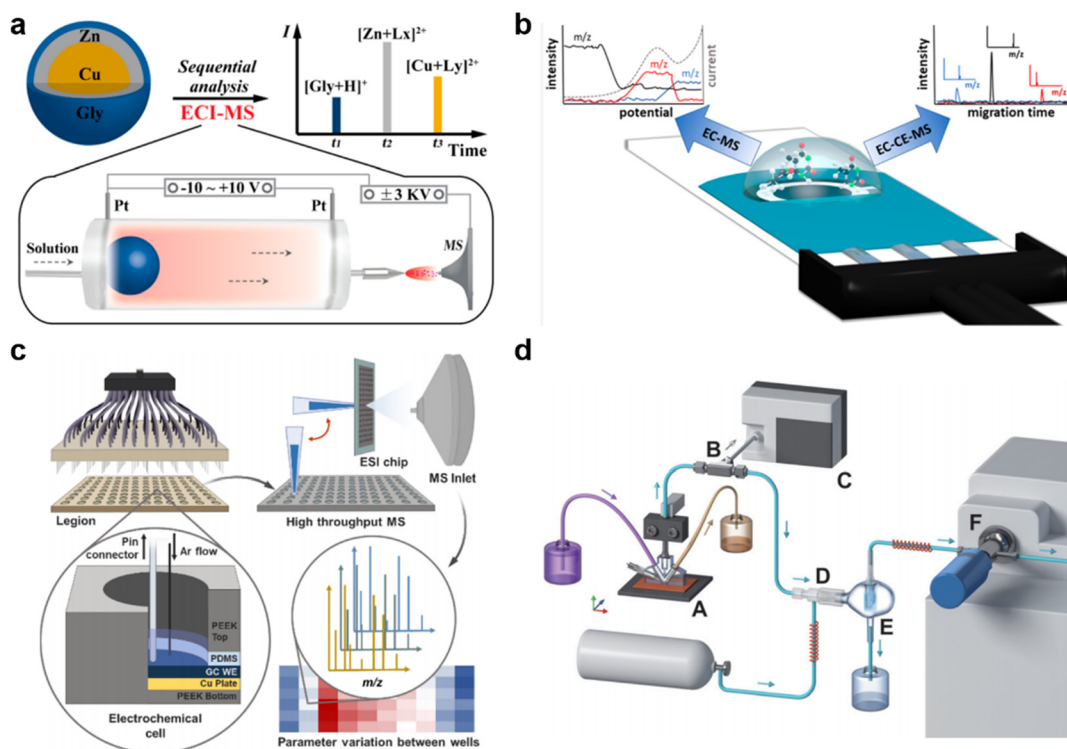 a
Zn
Cu
Gly
Sequential
analysis
ECI-MS
I
[Gly+H]⁺
[Zn+Lx]²⁺
[Cu+Ly]²⁺
t₁
t₂
t₃
Time
-10 ~ +10 V
± 3 KV
Pt
Pt
MS
Solution
b
intensity
m/z
m/z
m/z
current
potential
EC-MS
EC-CE-MS
intensity
m/z
m/z
m/z
migration time
c
Legion
ESI chip
MS Inlet
High throughput MS
Pin
connector
Ar flow
PEEK
Top
PDMS
GC WE
Cu Plate
PEEK Bottom
Electrochemical
cell
m/z
Parameter variation between wells
d
A
B
C
D
E
F